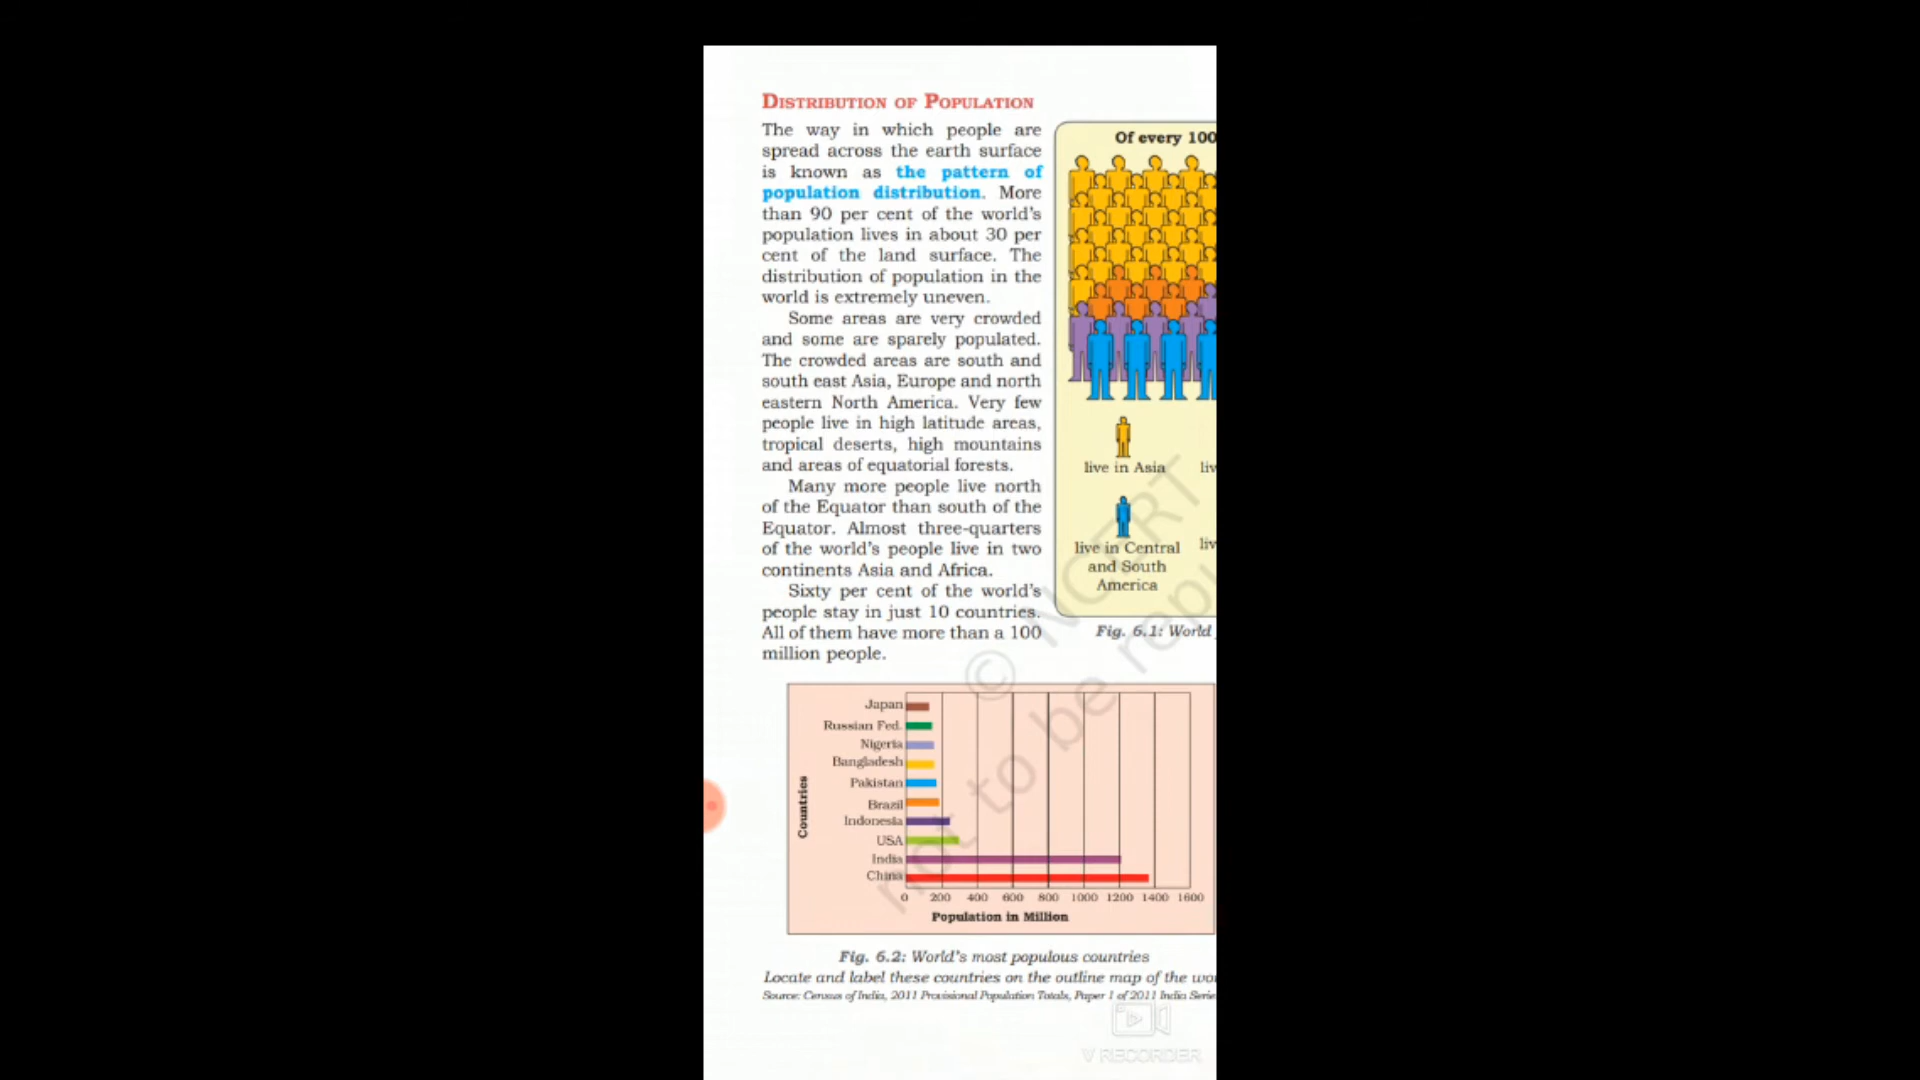 DISTRIBUTION OF POPULATION
The way in which people are
spread across the earth surface
is known as the pattern of
population distribution. More
than 90 per cent of the world's
population lives in about 30 per
cent of the land surface. The
distribution of population in the
world is extremely uneven.
Some areas are very crowded
and some are sparely populated.
The crowded areas are south and
south east Asia, Europe and north
eastern North America. Very few
people live in high latitude areas,
tropical deserts, high mountains
and areas of equatorial forests.
Many more people live north
of the Equator than south of the
Equator. Almost three-quarters
of the world's people live in two
continents Asia and Africa.
Sixty per cent of the world's
people stay in just 10 countries.
All of them have more than a 100
million people.
Of every 100
live in Asia
liv
live in Central
and South
America
liv
Fig. 6.1: World
© NCERT
not to be repu
Countries
Japan
Russian Fed.
Nigeria
Bangladesh
Pakistan
Brazil
Indonesia
USA
India
China
0 200 400 600 800 1000 1200 1400 1600
Population in Million
Fig. 6.2: World's most populous countries
Locate and label these countries on the outline map of the wo
Source: Census of India, 2011 Provisional Population Totals, Paper 1 of 2011 India Serie
V RECORDER